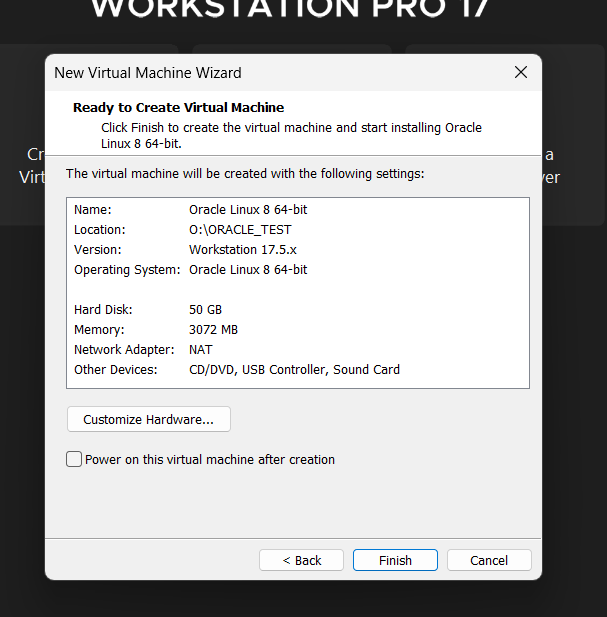 WORKSTATION PRO 17
New Virtual Machine Wizard
Ready to Create Virtual Machine
Click Finish to create the virtual machine and start installing Oracle
Linux 8 64-bit.
Cr
a
Virt
ver
The virtual machine will be created with the following settings:
Name: Oracle Linux 8 64-bit
Location: O:\ORACLE_TEST
Version: Workstation 17.5.x
Operating System: Oracle Linux 8 64-bit
Hard Disk: 50 GB
Memory: 3072 MB
Network Adapter: NAT
Other Devices: CD/DVD, USB Controller, Sound Card
Customize Hardware...
Power on this virtual machine after creation
< Back Finish Cancel